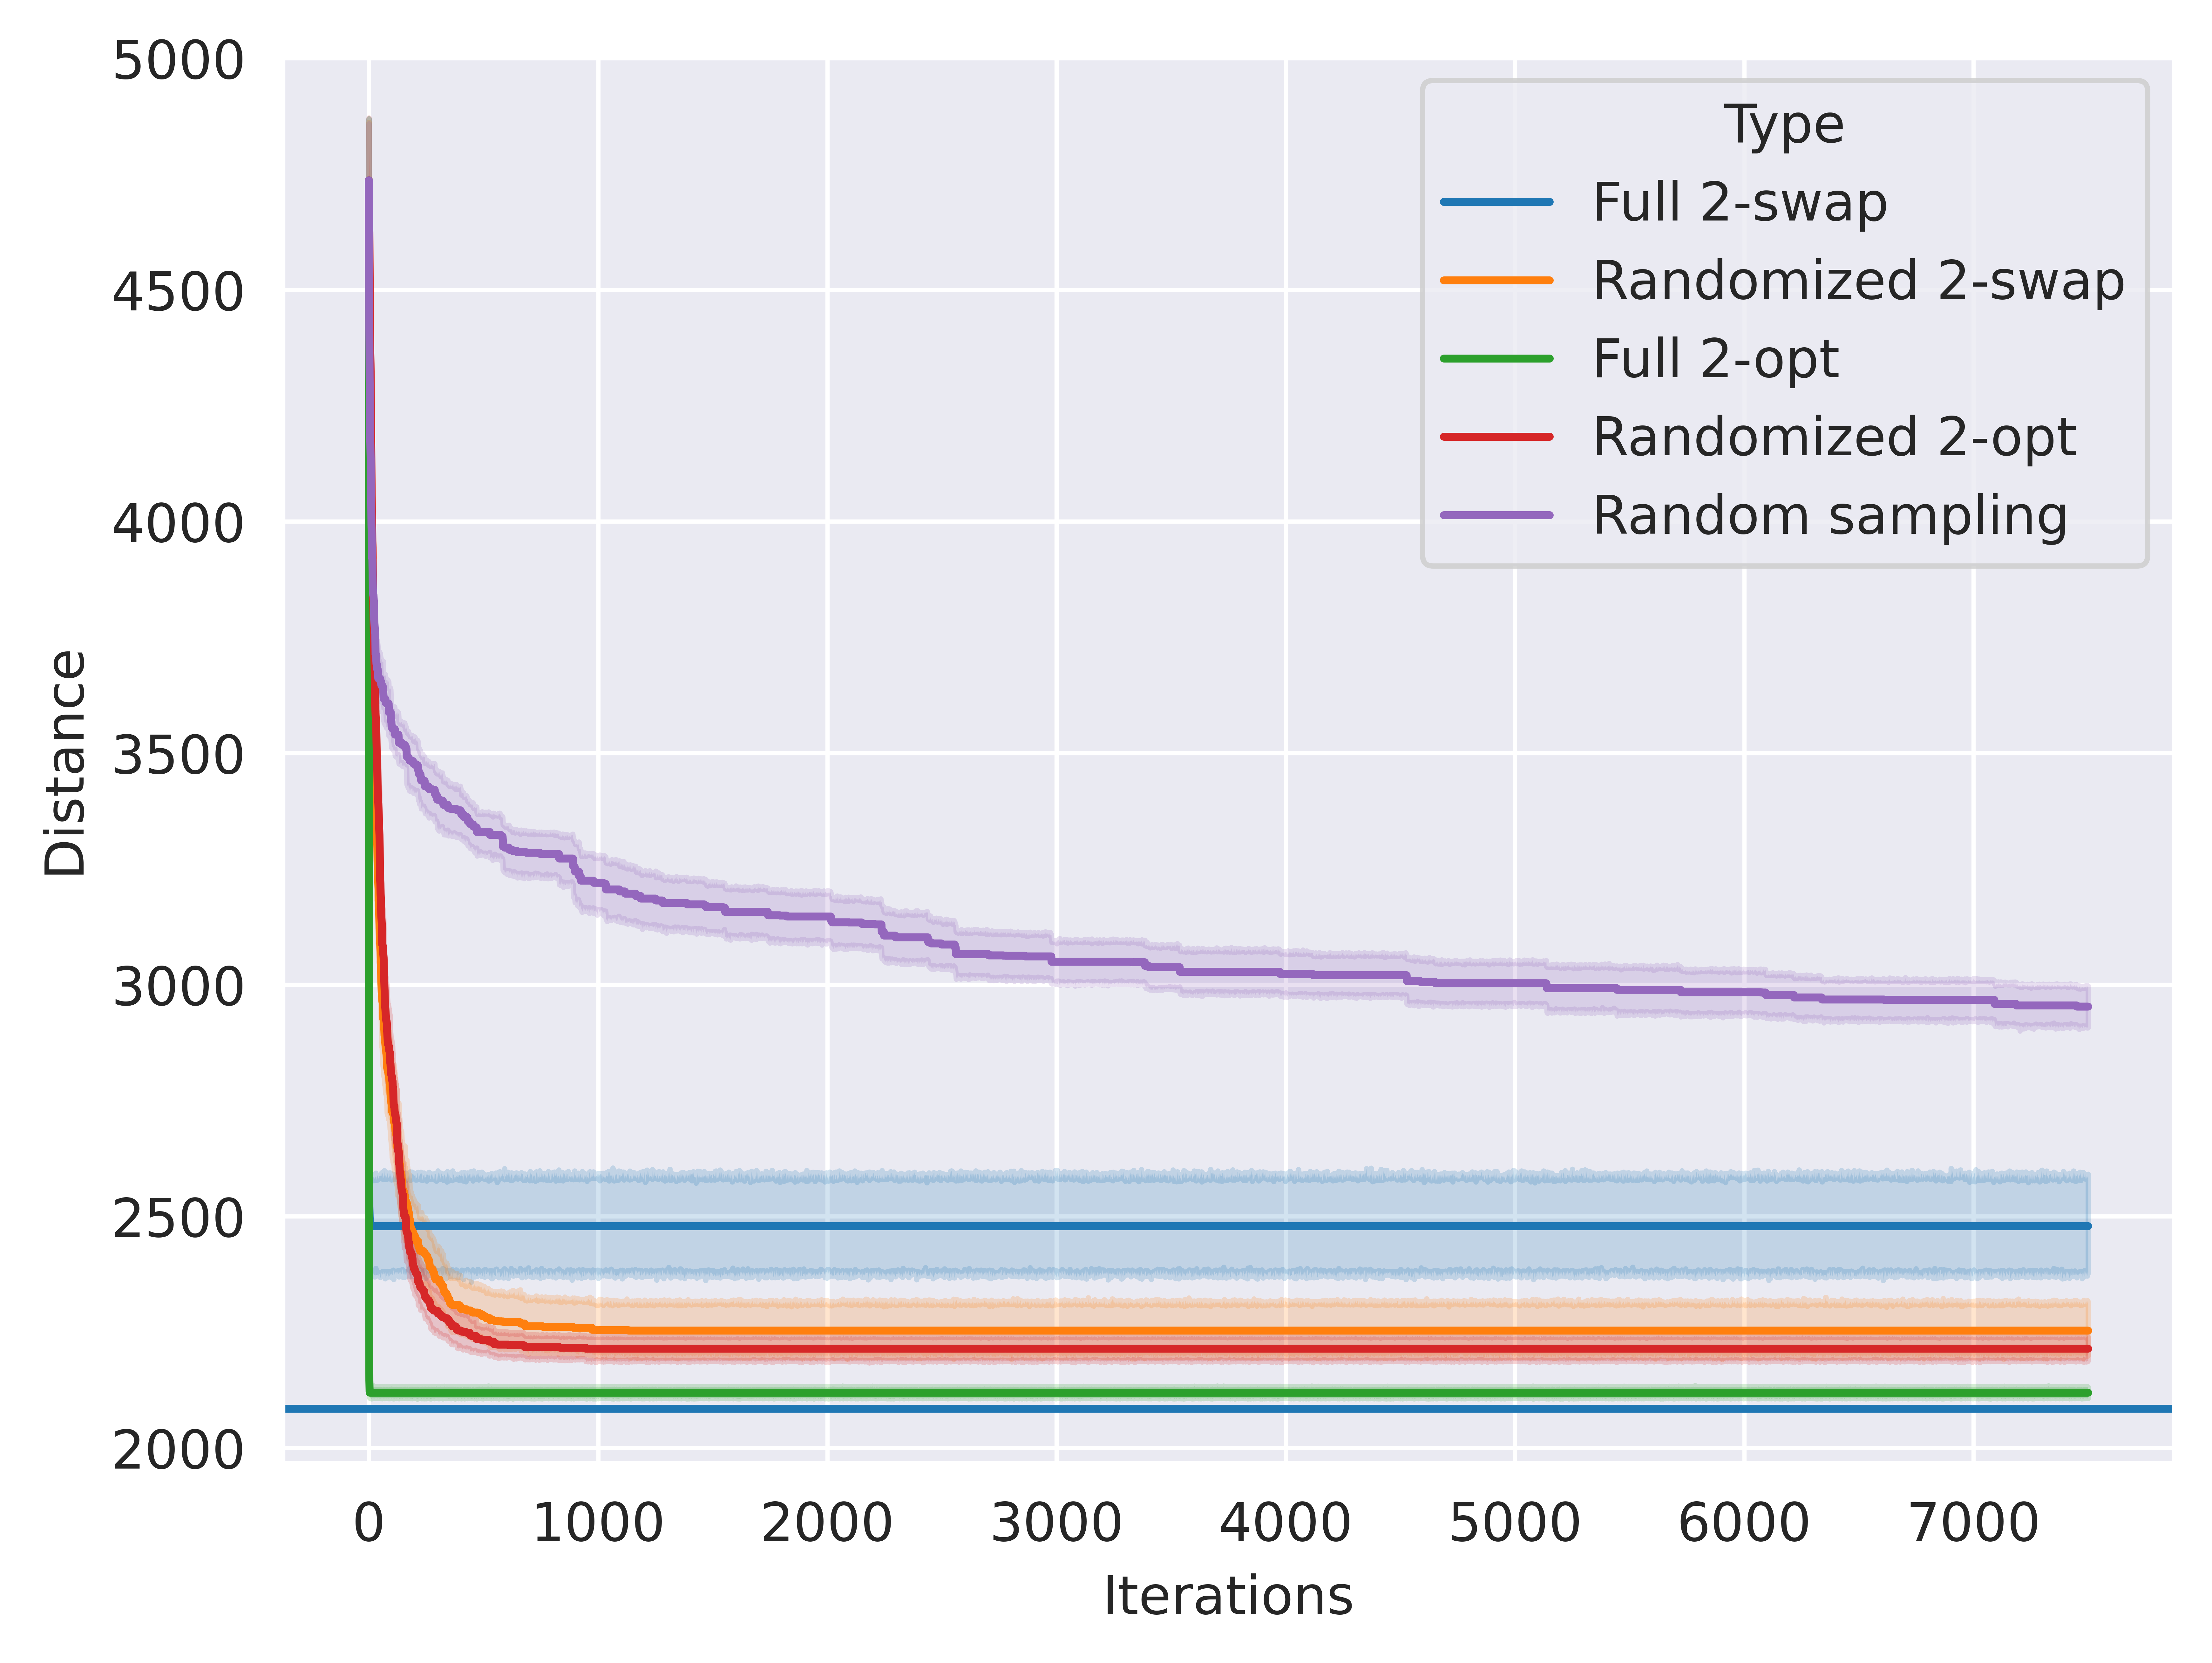 5000
4500
4000
3500
3000
2500
2000
Distance
Type
Full 2-swap
Randomized 2-swap
Full 2-opt
Randomized 2-opt
Random sampling
0 1000 2000 3000 4000 5000 6000 7000
Iterations